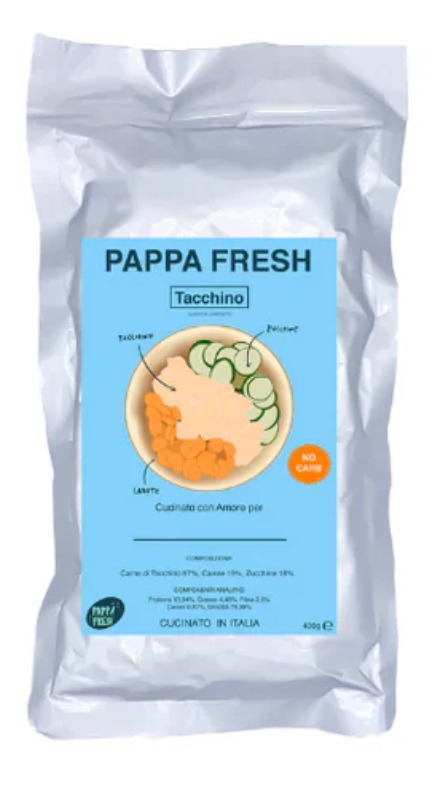 PAPPA FRESH
Tacchino
ZUCCHINE
CAROTE
NO
CARB
Cucinato con Amore per
COMPOSIZIONE
Carne di Tacchino 67%, Carote 15%, Zucchine 18%
COMPONENTI ANALITICI
PAPPA
FRESH
CUCINATO IN ITALIA
400g e